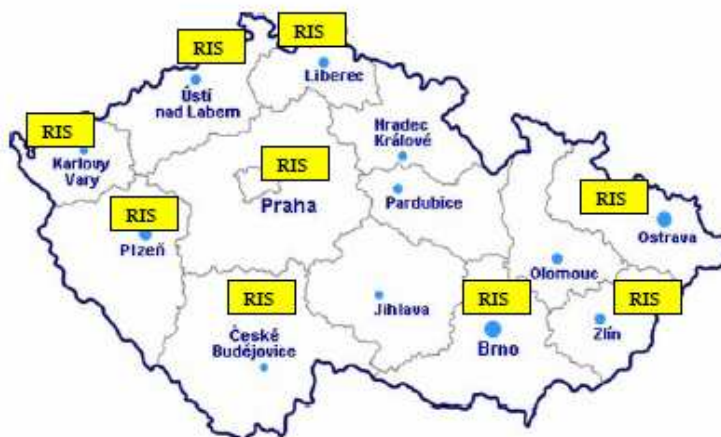 RIS
RIS
Liberec
Ústí
nad Labem
RIS
Karlovy
Vary
Hradec
Králové
RIS
Praha
Pardubice
RIS
Plzeň
RIS
Ostrava
Olomouc
RIS
České
Budějovice
Jihlava
RIS
Brno
RIS
Zlín